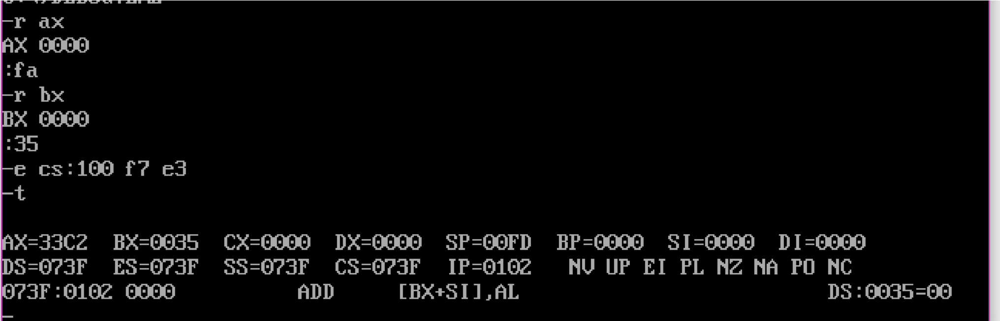 -r ax
AX 0000
:fa
-r bx
BX 0000
:35
-e cs:100 f7 e3
-t
AX=33C2  BX=0035  CX=0000  DX=0000  SP=00FD  BP=0000  SI=0000  DI=0000
DS=073F  ES=073F  SS=073F  CS=073F  IP=0102   NV UP EI PL NZ NA PO NC
073F:0102 0000          ADD     [BX+SI],AL                         DS:0035=00
-